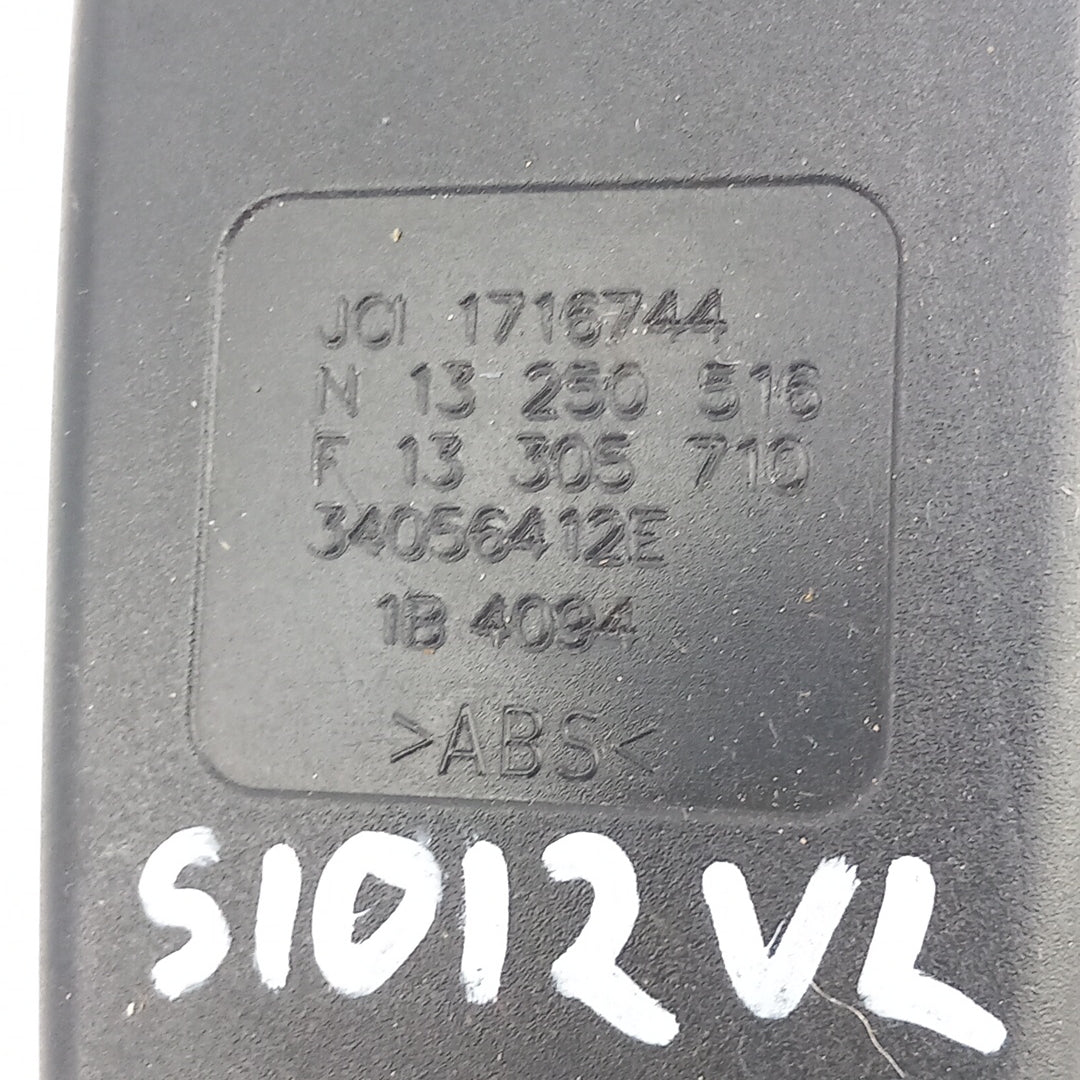 JCI 1716744
N 13 250 516
F 13 305 710
34056412E
1B 4094
>ABS<
S1012VL